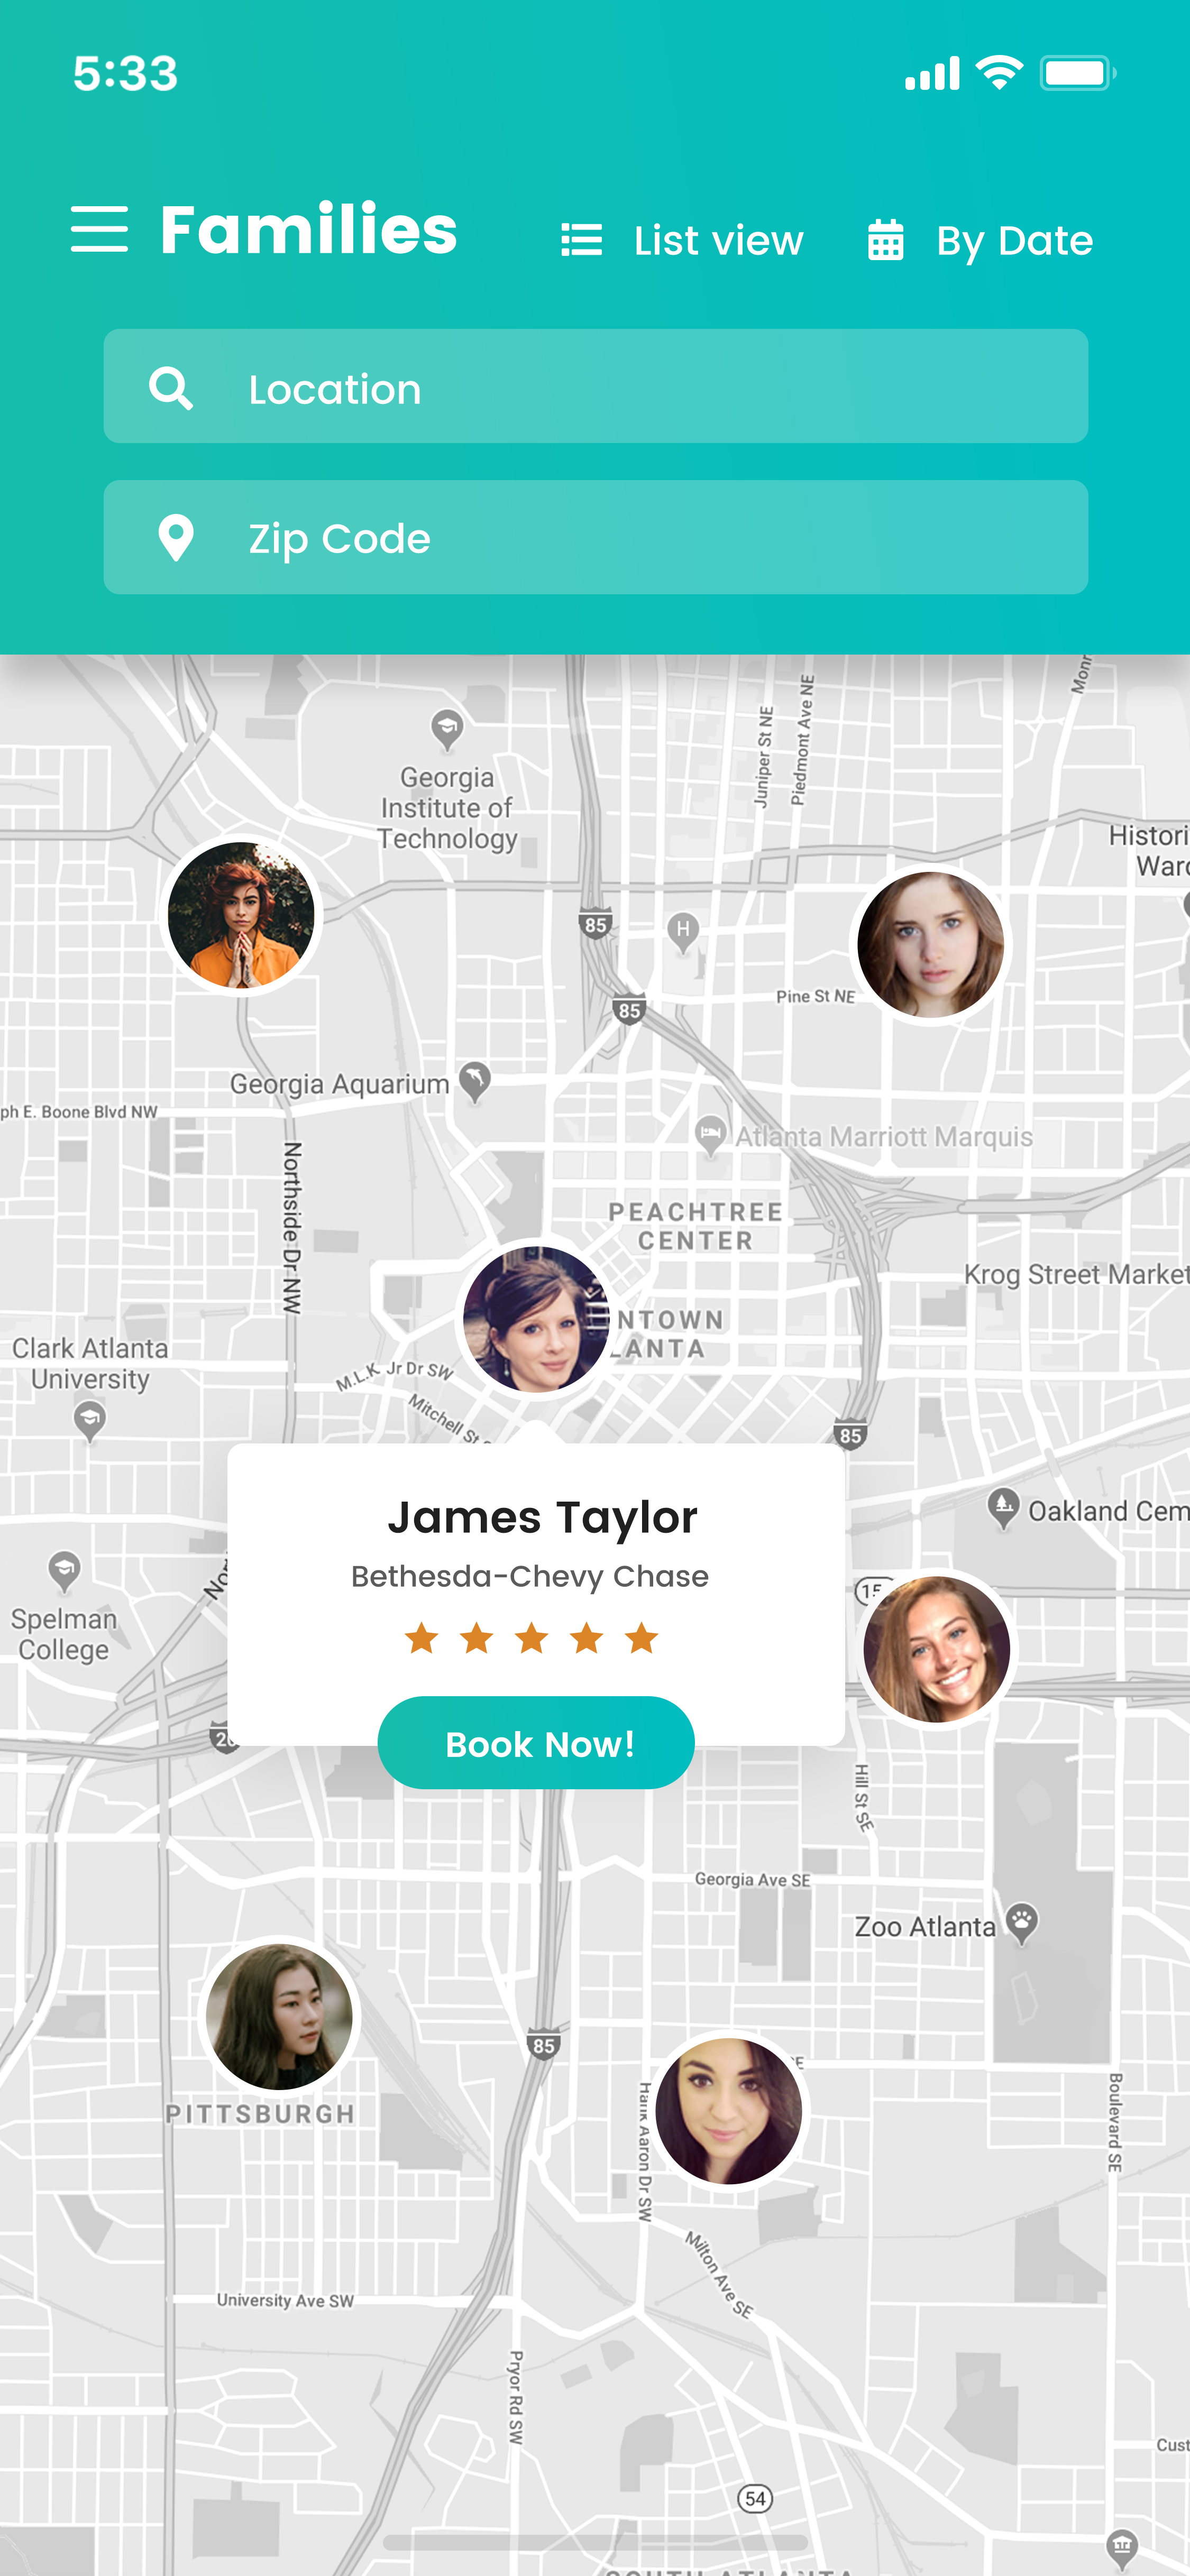 5:33
Families
List view
By Date
Location
Zip Code
Juniper St NE
Piedmont Ave NE
Georgia
Institute of
Technology
85
H
85
Pine St NE
Georgia Aquarium
ph E. Boone Blvd NW
Atlanta Marriott Marquis
Northside Dr NW
PEACHTREE
CENTER
Krog Street Market
NTOWN
LANTA
Clark Atlanta
University
M.L.K. Jr Dr SW
Mitchell St
85
James Taylor
Oakland Cem
Bethesda-Chevy Chase
Spelman
College
Book Now!
Hill St SE
Georgia Ave SE
Zoo Atlanta
85
PITTSBURGH
Hank Aaron Dr SW
Boulevard SE
Milton Ave SE
University Ave SW
Pryor Rd SW
Cust
54